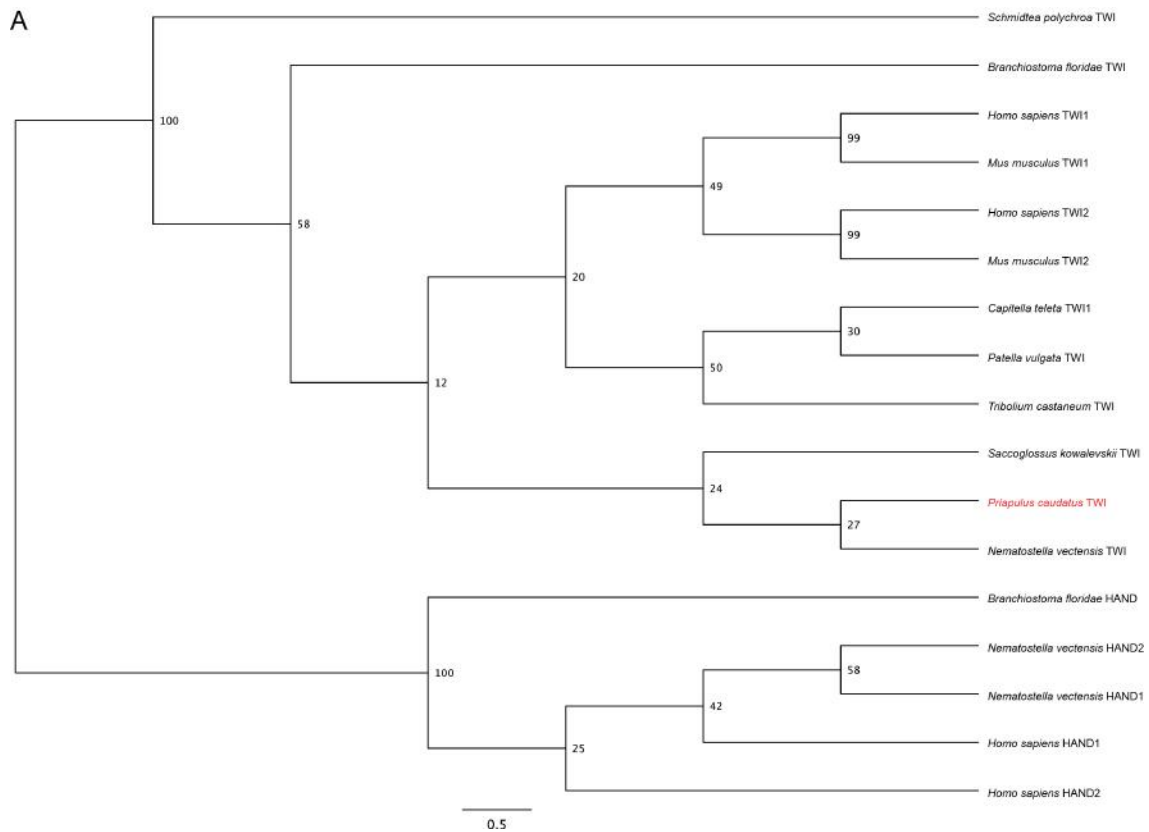 A
Schmidtea polychroa TWI
Branchiostoma floridae TWI
100
Homo sapiens TWI1
99
Mus musculus TWI1
49
Homo sapiens TWI2
58
99
Mus musculus TWI2
20
Capitella teleta TWI1
30
Patella vulgata TWI
50
12
Tribolium castaneum TWI
Saccoglossus kowalevskii TWI
24
Priapulus caudatus TWI
27
Nematostella vectensis TWI
Branchiostoma floridae HAND
Nematostella vectensis HAND2
100
58
Nematostella vectensis HAND1
42
Homo sapiens HAND1
25
Homo sapiens HAND2
0.5